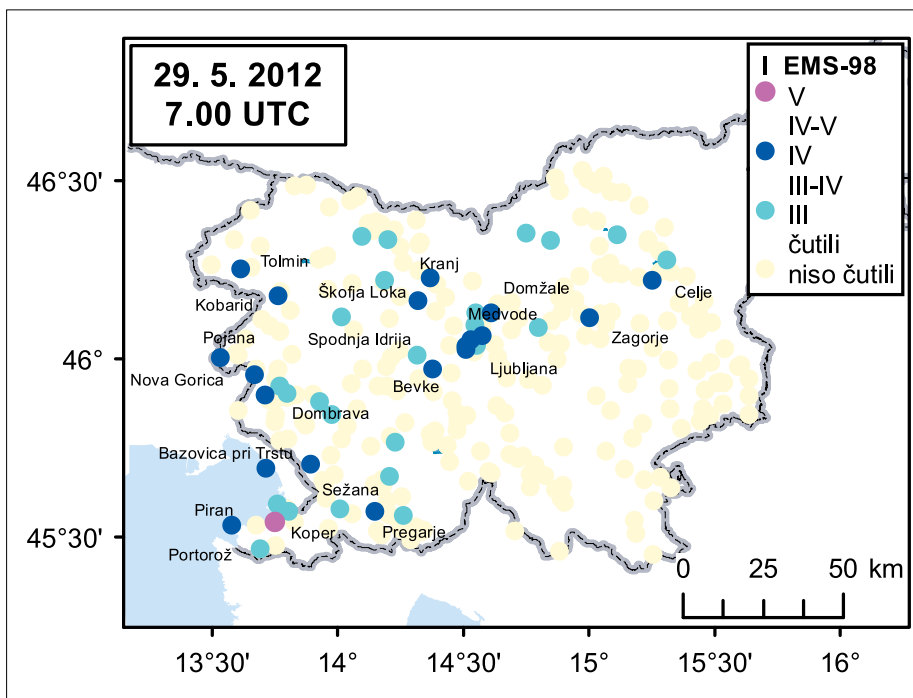 29. 5. 2012
7.00 UTC
I EMS-98
V
IV-V
IV
III-IV
III
čutili
niso čutili
46°30'
46°
45°30'
Tolmin
Kranj
Kobarid
Škofja Loka
Domžale
Celje
Pojana
Medvode
Spodnja Idrija
Zagorje
Ljubljana
Nova Gorica
Bevke
Dombrava
Bazovica pri Trstu
Sežana
Piran
Koper
Pregarje
Portorož
0 25 50 km
13°30' 14° 14°30' 15° 15°30' 16°